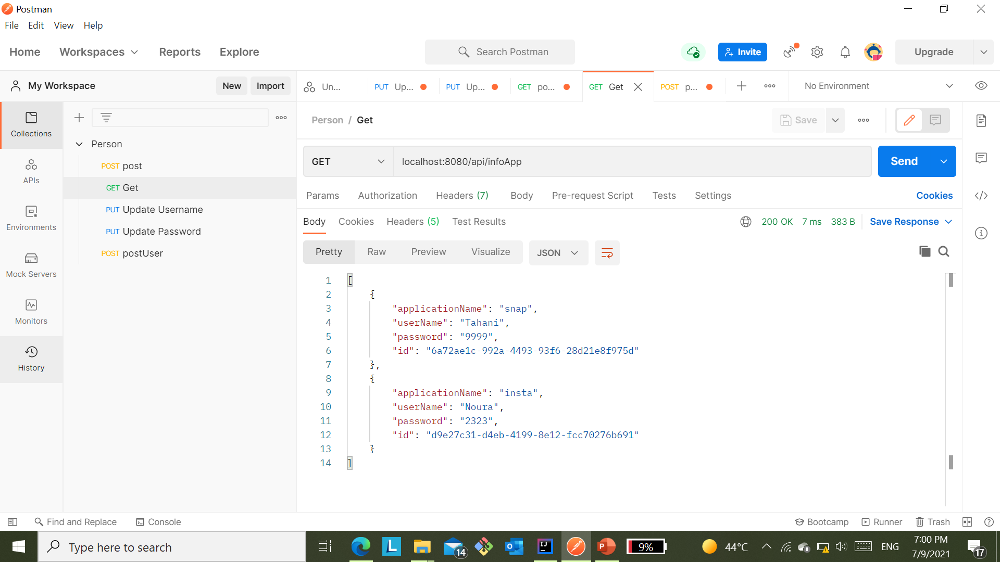 Postman
File Edit View Help
Home Workspaces Reports Explore Search Postman Invite Upgrade
My Workspace New Import Un... PUT Up... PUT Up... GET po... GET Get POST p... No Environment
Collections
APIs
Environments
Mock Servers
Monitors
History
Person
POST post
GET Get
PUT Update Username
PUT Update Password
POST postUser
Person / Get Save
GET localhost:8080/api/infoApp Send
Params Authorization Headers (7) Body Pre-request Script Tests Settings Cookies
Body Cookies Headers (5) Test Results 200 OK 7 ms 383 B Save Response
Pretty Raw Preview Visualize JSON
1 [
2 {
3 "applicationName": "snap",
4 "userName": "Tahani",
5 "password": "9999",
6 "id": "6a72ae1c-992a-4493-93f6-28d21e8f975d"
7 },
8 {
9 "applicationName": "insta",
10 "userName": "Noura",
11 "password": "2323",
12 "id": "d9e27c31-d4eb-4199-8e12-fcc70276b691"
13 }
14 ]
Find and Replace Console Bootcamp Runner Trash
Type here to search L 14 IJ P 9% 44°C ENG 7:00 PM 17
7/9/2021